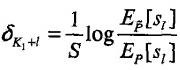 δ_{K_1+l} = \frac{1}{S} \log \frac{E_{\tilde{P}}[s_l]}{E_P[s_l]}